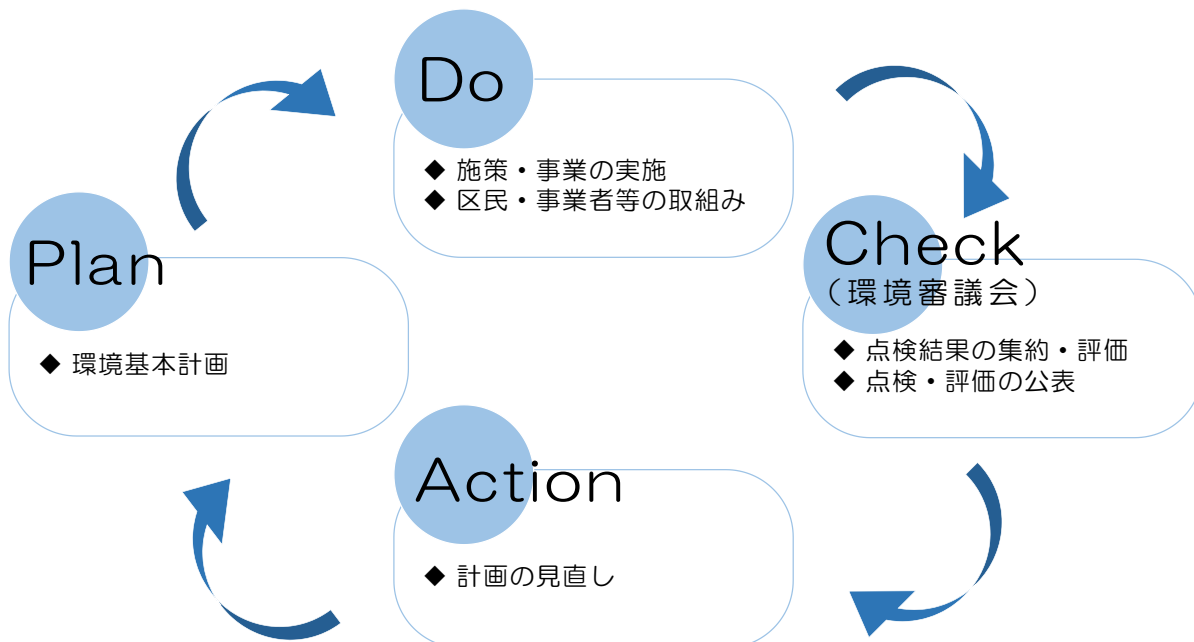 Plan
◆ 環境基本計画
Do
◆ 施策・事業の実施
◆ 区民・事業者等の取組み
Check
（環境審議会）
◆ 点検結果の集約・評価
◆ 点検・評価の公表
Action
◆ 計画の見直し